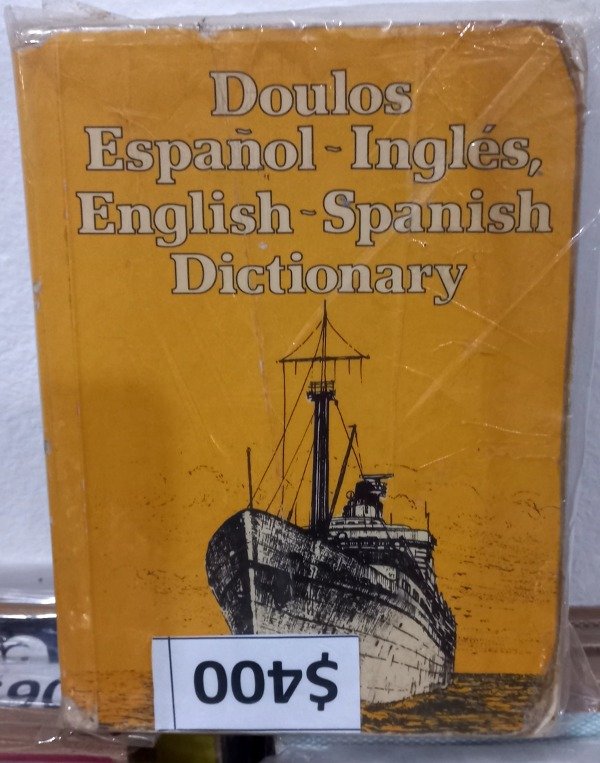 Doulos
Español - Inglés,
English - Spanish
Dictionary
$400